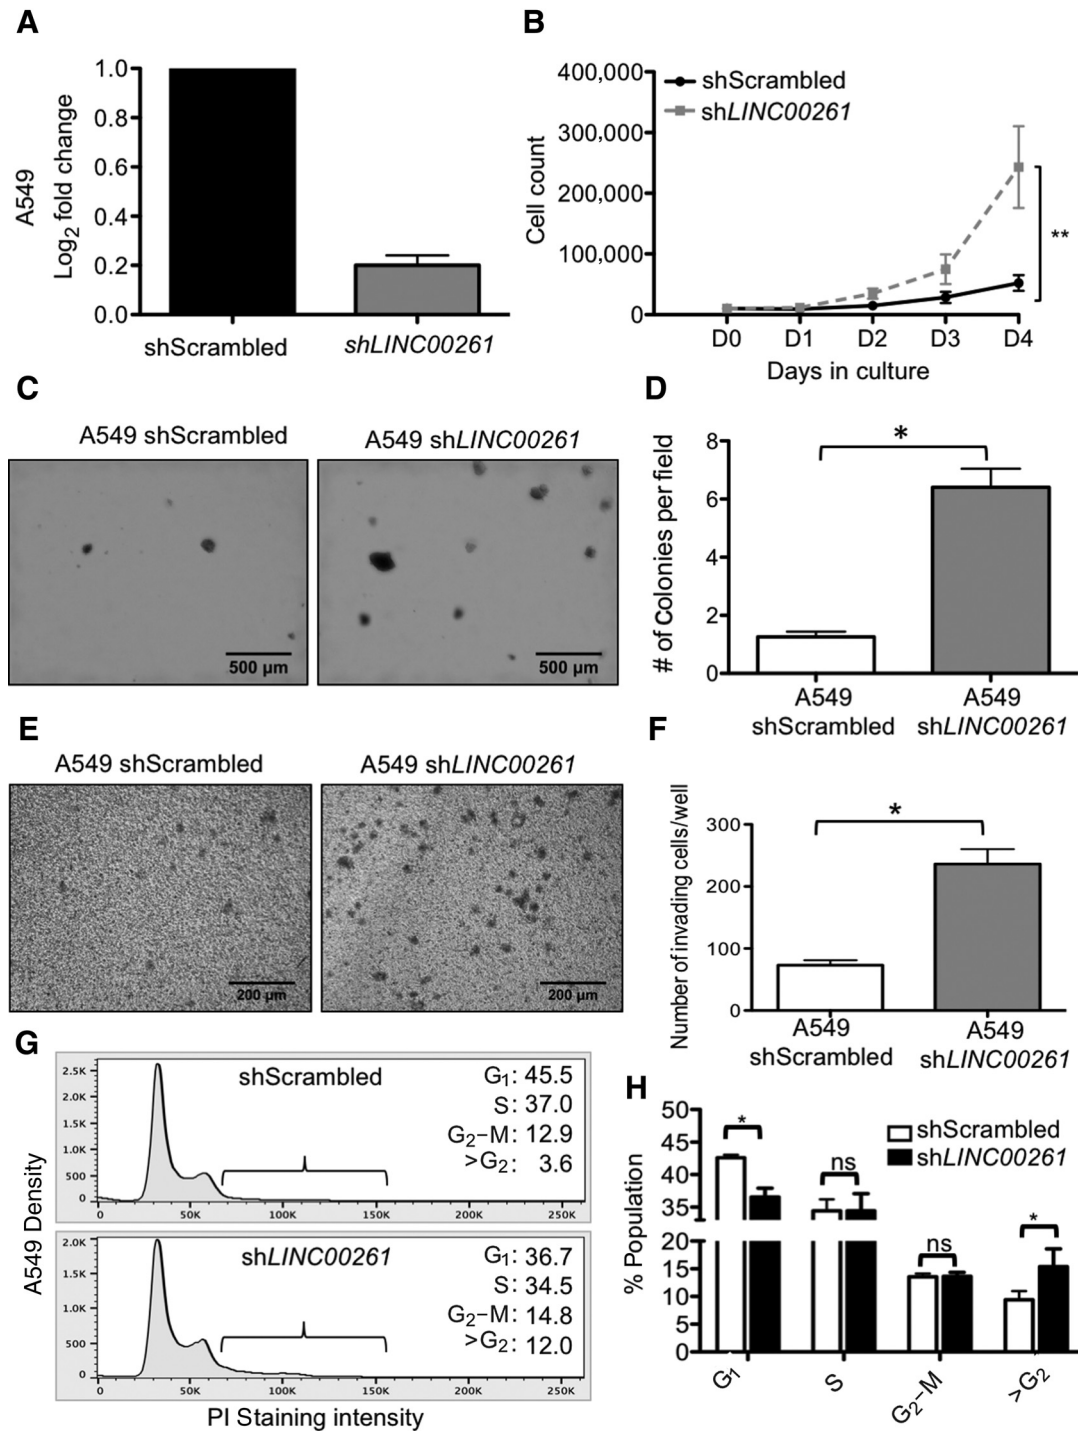 A
A549
Log2 fold change
1.0
0.8
0.6
0.4
0.2
0.0
shScrambled
shLINC00261
B
Cell count
400,000
300,000
200,000
100,000
0
shScrambled
shLINC00261
**
D0 D1 D2 D3 D4
Days in culture
C
A549 shScrambled
A549 shLINC00261
500 µm
500 µm
D
# of Colonies per field
8
6
4
2
0
*
A549
shScrambled
A549
shLINC00261
E
A549 shScrambled
A549 shLINC00261
200 µm
200 µm
F
Number of invading cells/well
300
200
100
0
*
A549
shScrambled
A549
shLINC00261
G
A549 Density
2.5K
2.0K
1.5K
1.0K
500
0
shScrambled
G1: 45.5
S: 37.0
G2–M: 12.9
>G2: 3.6
0 50K 100K 150K 200K 250K
2.0K
1.5K
1.0K
500
0
shLINC00261
G1: 36.7
S: 34.5
G2–M: 14.8
>G2: 12.0
0 50K 100K 150K 200K 250K
PI Staining intensity
H
% Population
50
45
40
35
20
15
10
5
0
shScrambled
shLINC00261
*
ns
ns
*
G1 S G2–M >G2